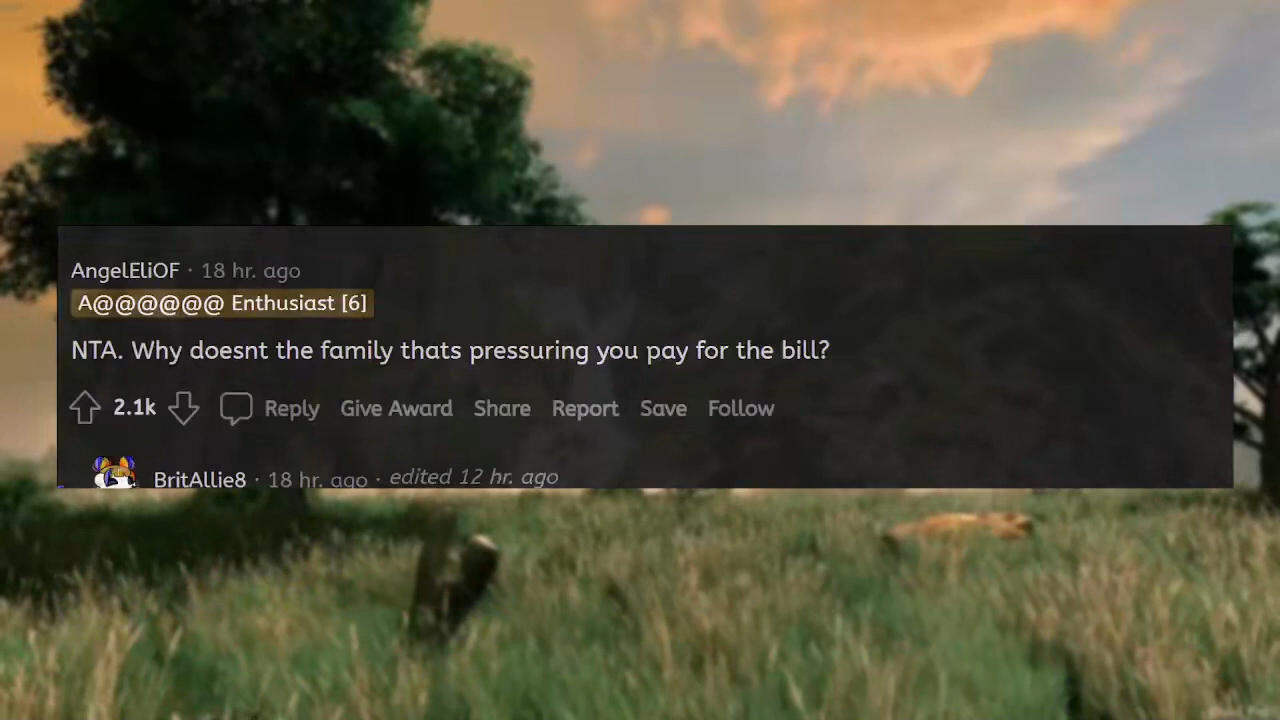 AngelEliOF · 18 hr. ago
A@@@@@@ Enthusiast [6]
NTA. Why doesnt the family thats pressuring you pay for the bill?
2.1k Reply Give Award Share Report Save Follow
BritAllie8 · 18 hr. ago · edited 12 hr. ago